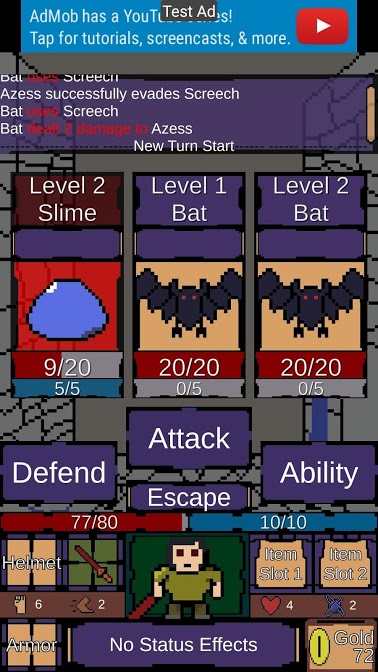 AdMob has a YouTube Series!
Test Ad
Tap for tutorials, screencasts, & more.
Bat uses Screech
Azess successfully evades Screech
Bat uses Screech
Bat dealt 2 damage to Azess
New Turn Start
Level 2
Slime
Level 1
Bat
Level 2
Bat
9/20
5/5
20/20
0/5
20/20
0/5
Attack
Defend
Ability
Escape
77/80
10/10
Helmet
Item
Slot 1
Item
Slot 2
6
2
4
2
Armor
No Status Effects
Gold
72